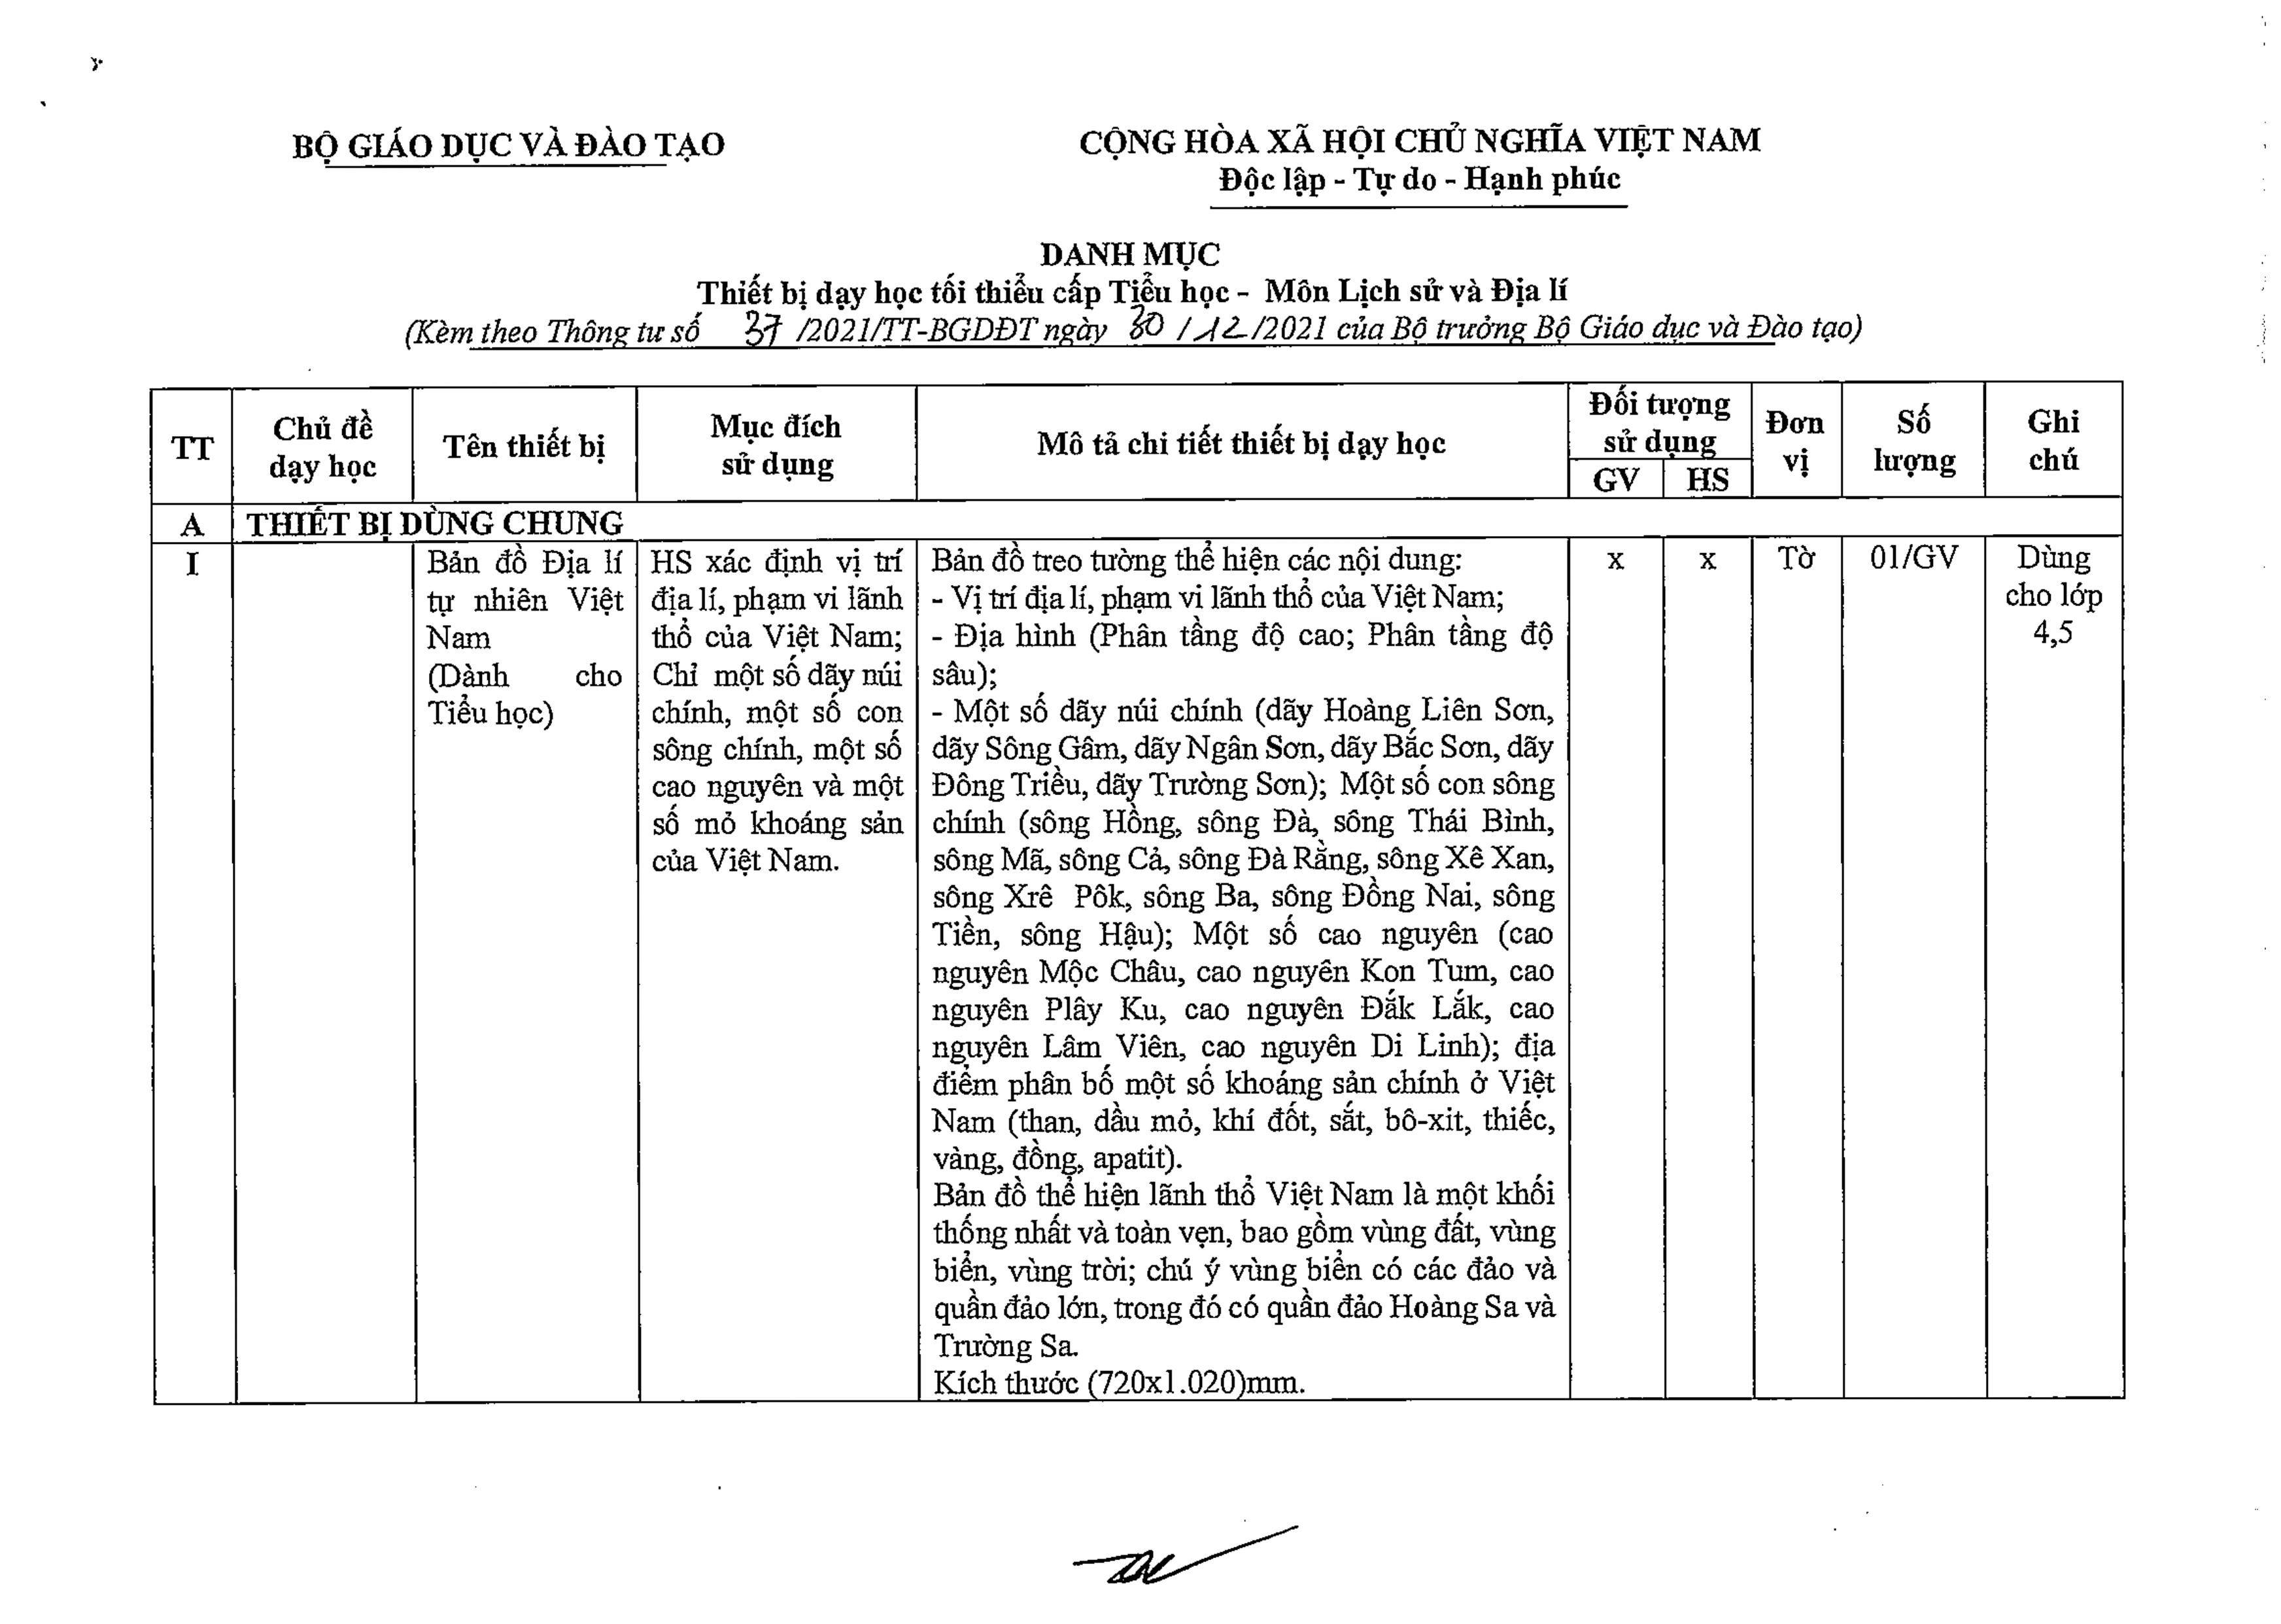 BỘ GIÁO DỤC VÀ ĐÀO TẠO
CỘNG HÒA XÃ HỘI CHỦ NGHĨA VIỆT NAM
Độc lập - Tự do - Hạnh phúc
DANH MỤC
Thiết bị dạy học tối thiểu cấp Tiểu học - Môn Lịch sử và Địa lí
(Kèm theo Thông tư số 37 /2021/TT-BGDĐT ngày 30 / 12 /2021 của Bộ trưởng Bộ Giáo dục và Đào tạo)
TT
Chủ đề
dạy học
Tên thiết bị
Mục đích
sử dụng
Mô tả chi tiết thiết bị dạy học
Đối tượng
sử dụng
GV
HS
Đơn
vị
Số
lượng
Ghi
chú
A
THIẾT BỊ DÙNG CHUNG
I
Bản đồ Địa lí
tự nhiên Việt
Nam
(Dành cho
Tiểu học)
HS xác định vị trí
địa lí, phạm vi lãnh
thổ của Việt Nam;
Chỉ một số dãy núi
chính, một số con
sông chính, một số
cao nguyên và một
số mỏ khoáng sản
của Việt Nam.
Bản đồ treo tường thể hiện các nội dung:
- Vị trí địa lí, phạm vi lãnh thổ của Việt Nam;
- Địa hình (Phân tầng độ cao; Phân tầng độ
sâu);
- Một số dãy núi chính (dãy Hoàng Liên Sơn,
dãy Sông Gâm, dãy Ngân Sơn, dãy Bắc Sơn, dãy
Đông Triều, dãy Trường Sơn); Một số con sông
chính (sông Hồng, sông Đà, sông Thái Bình,
sông Mã, sông Cả, sông Đà Rằng, sông Xê Xan,
sông Xrê Pôk, sông Ba, sông Đồng Nai, sông
Tiền, sông Hậu); Một số cao nguyên (cao
nguyên Mộc Châu, cao nguyên Kon Tum, cao
nguyên Plây Ku, cao nguyên Đắk Lắk, cao
nguyên Lâm Viên, cao nguyên Di Linh); địa
điểm phân bố một số khoáng sản chính ở Việt
Nam (than, dầu mỏ, khí đốt, sắt, bô-xit, thiếc,
vàng, đồng, apatit).
Bản đồ thể hiện lãnh thổ Việt Nam là một khối
thống nhất và toàn vẹn, bao gồm vùng đất, vùng
biển, vùng trời; chú ý vùng biển có các đảo và
quần đảo lớn, trong đó có quần đảo Hoàng Sa và
Trường Sa.
Kích thước (720x1.020)mm.
x
x
Tờ
01/GV
Dùng
cho lớp
4,5